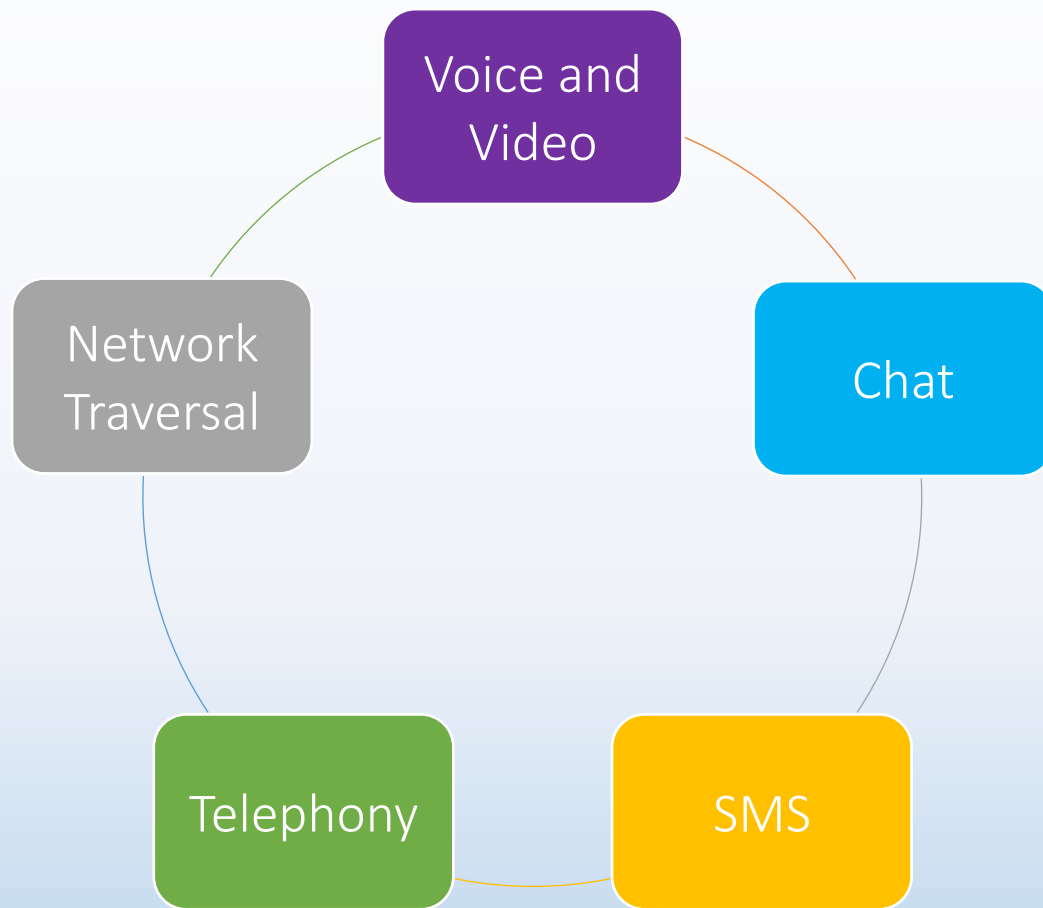 Voice and
Video
Network
Traversal
Chat
Telephony
SMS